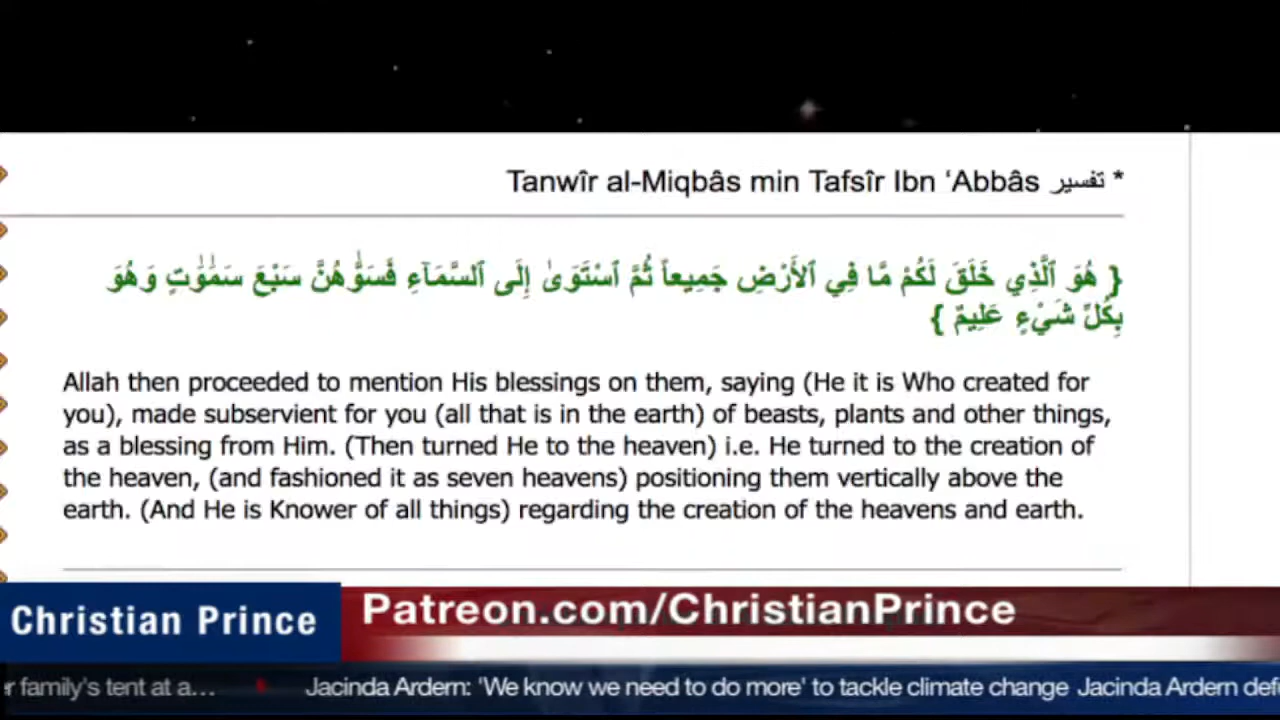 * تفسير Tanwîr al-Miqbâs min Tafsîr Ibn ‘Abbâs
{ هُوَ ٱلَّذِي خَلَقَ لَكُمْ مَّا فِي ٱلأَرْضِ جَمِيعاً ثُمَّ ٱسْتَوَىٰ إِلَى ٱلسَّمَآءِ فَسَوَّٰهُنَّ سَبْعَ سَمَٰوَٰتٍ وَهُوَ
بِكُلِّ شَيْءٍ عَلِيمٌ }
Allah then proceeded to mention His blessings on them, saying (He it is Who created for
you), made subservient for you (all that is in the earth) of beasts, plants and other things,
as a blessing from Him. (Then turned He to the heaven) i.e. He turned to the creation of
the heaven, (and fashioned it as seven heavens) positioning them vertically above the
earth. (And He is Knower of all things) regarding the creation of the heavens and earth.
Christian Prince
Patreon.com/ChristianPrince
r family's tent at a... Jacinda Ardern: 'We know we need to do more' to tackle climate change Jacinda Ardern def